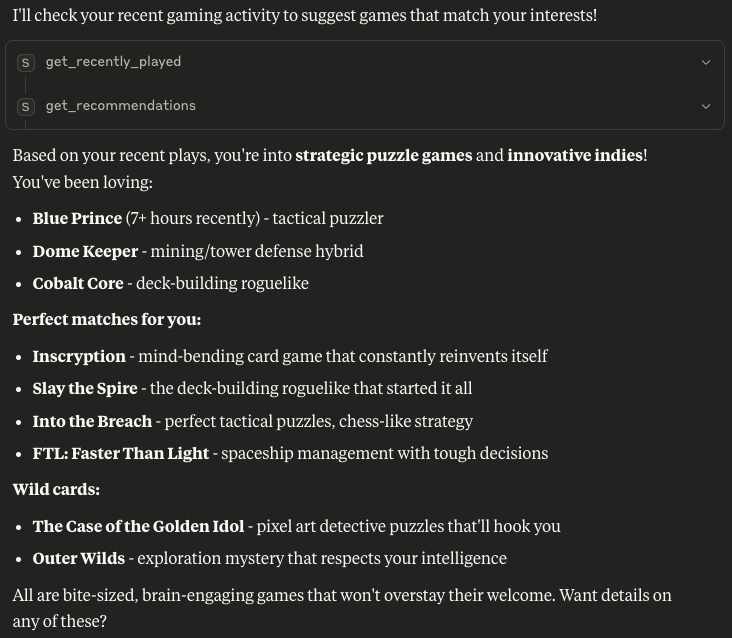 I'll check your recent gaming activity to suggest games that match your interests!
S get_recently_played
S get_recommendations
Based on your recent plays, you're into strategic puzzle games and innovative indies!
You've been loving:
• Blue Prince (7+ hours recently) - tactical puzzler
• Dome Keeper - mining/tower defense hybrid
• Cobalt Core - deck-building roguelike
Perfect matches for you:
• Inscryption - mind-bending card game that constantly reinvents itself
• Slay the Spire - the deck-building roguelike that started it all
• Into the Breach - perfect tactical puzzles, chess-like strategy
• FTL: Faster Than Light - spaceship management with tough decisions
Wild cards:
• The Case of the Golden Idol - pixel art detective puzzles that'll hook you
• Outer Wilds - exploration mystery that respects your intelligence
All are bite-sized, brain-engaging games that won't overstay their welcome. Want details on
any of these?